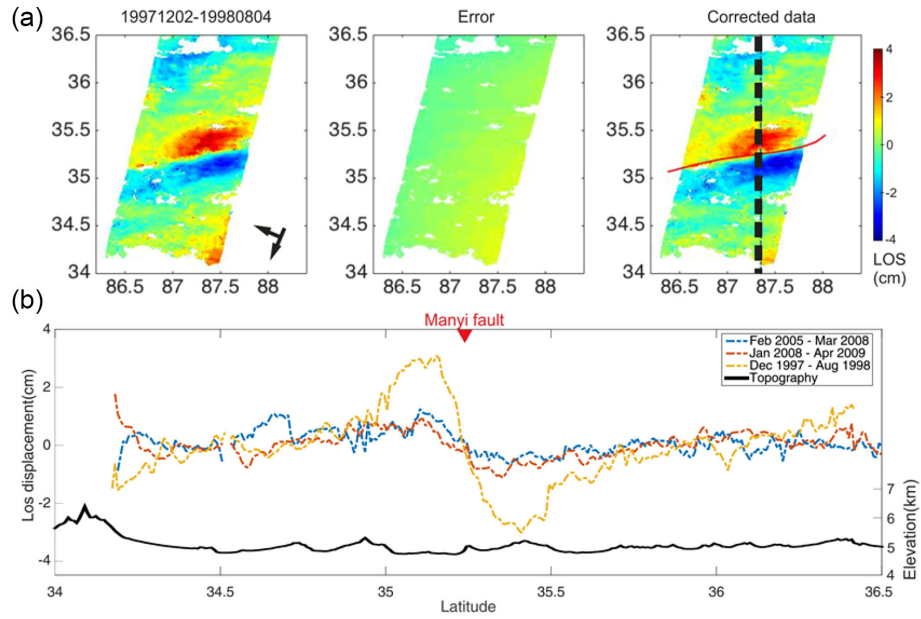 (a)
19971202-19980804
Error
Corrected data
36.5
36
35.5
35
34.5
34
86.5 87 87.5 88
36.5
36
35.5
35
34.5
34
86.5 87 87.5 88
36.5
36
35.5
35
34.5
34
86.5 87 87.5 88
4
2
0
-2
-4
LOS
(cm)
(b)
Manyi fault
4
2
0
-2
-4
Los displacement(cm)
Feb 2005 - Mar 2008
Jan 2008 - Apr 2009
Dec 1997 - Aug 1998
Topography
7
6
5
4
Elevation(km)
34 34.5 35 35.5 36 36.5
Latitude